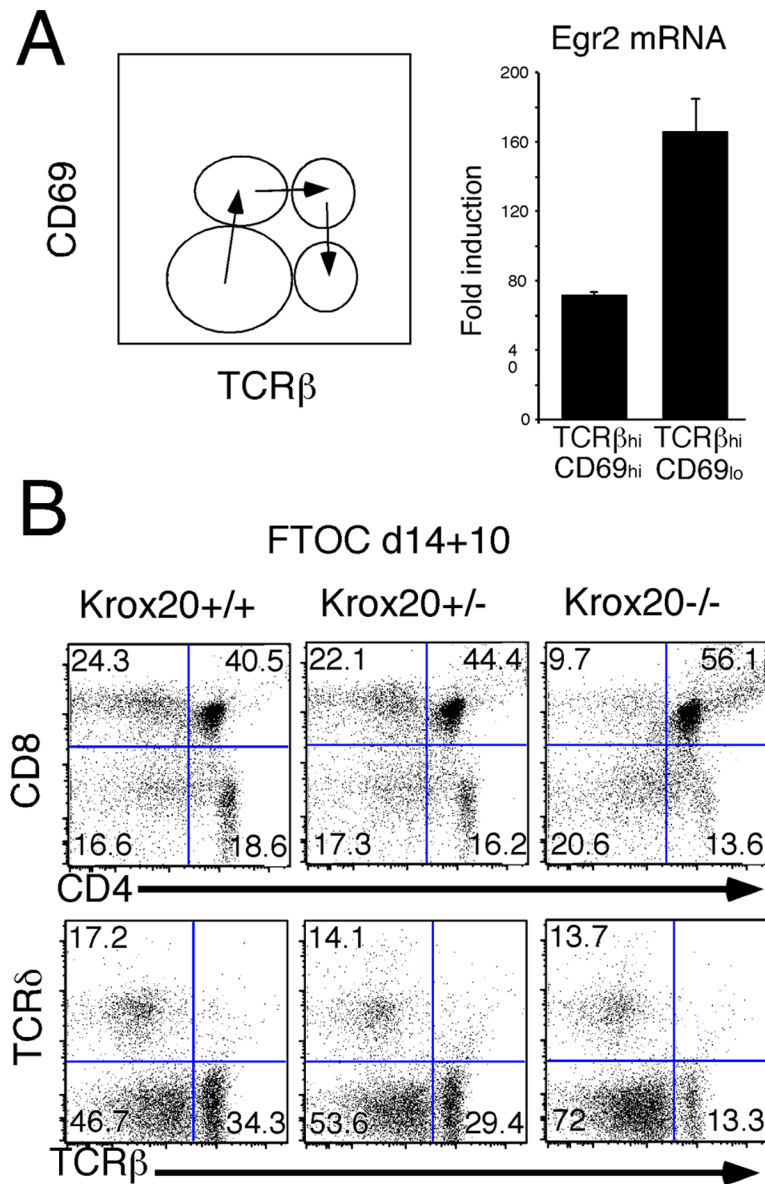 A
CD69
TCRβ
Egr2 mRNA
Fold induction
200
160
120
80
4
0
0
TCRβhi
CD69hi
TCRβhi
CD69lo
B
FTOC d14+10
Krox20+/+
Krox20+/-
Krox20-/-
24.3 40.5
22.1 44.4
9.7 56.1
CD8
16.6 18.6
17.3 16.2
20.6 13.6
CD4
17.2
14.1
13.7
TCRδ
46.7 34.3
53.6 29.4
72 13.3
TCRβ